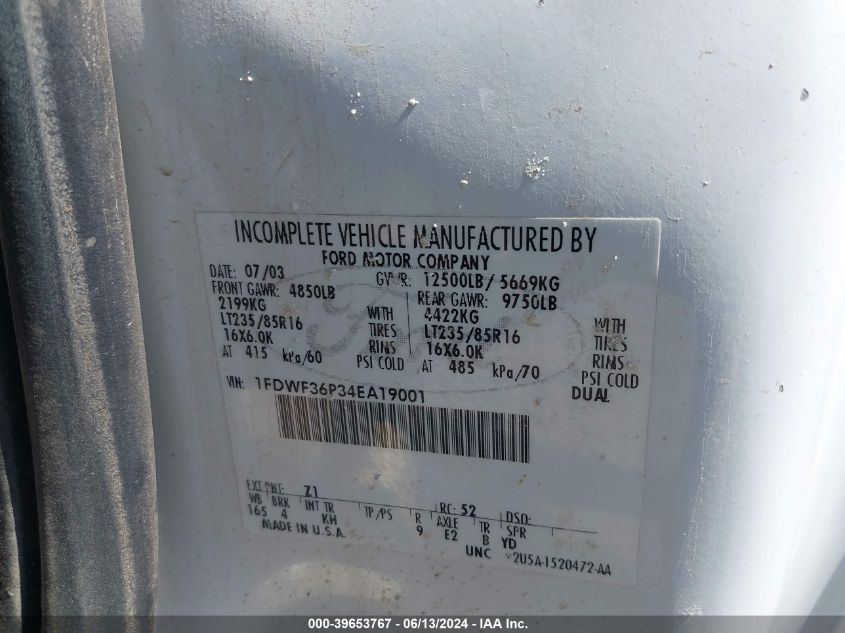 INCOMPLETE VEHICLE MANUFACTURED BY
FORD MOTOR COMPANY
DATE: 07/03 GVWR: 12500LB/ 5669KG
FRONT GAWR: 4850LB REAR GAWR: 9750LB
2199KG WITH 4422KG WITH
LT235/85R16 TIRES LT235/85R16 TIRES
16X6.0K RIMS 16X6.0K RIMS
AT 415 kPa/60 PSI COLD AT 485 kPa/70 PSI COLD
DUAL
VIN: 1FDWF36P34EA19001
EXT PNT: Z1 RC: 52 DSO:
WB BRK INT TR TP/PS R AXLE TR SPR
165 4 KH 9 E2 B YD
MADE IN U.S.A. UNC 2U5A-1520472-AA
000-39653767 - 06/13/2024 - IAA Inc.